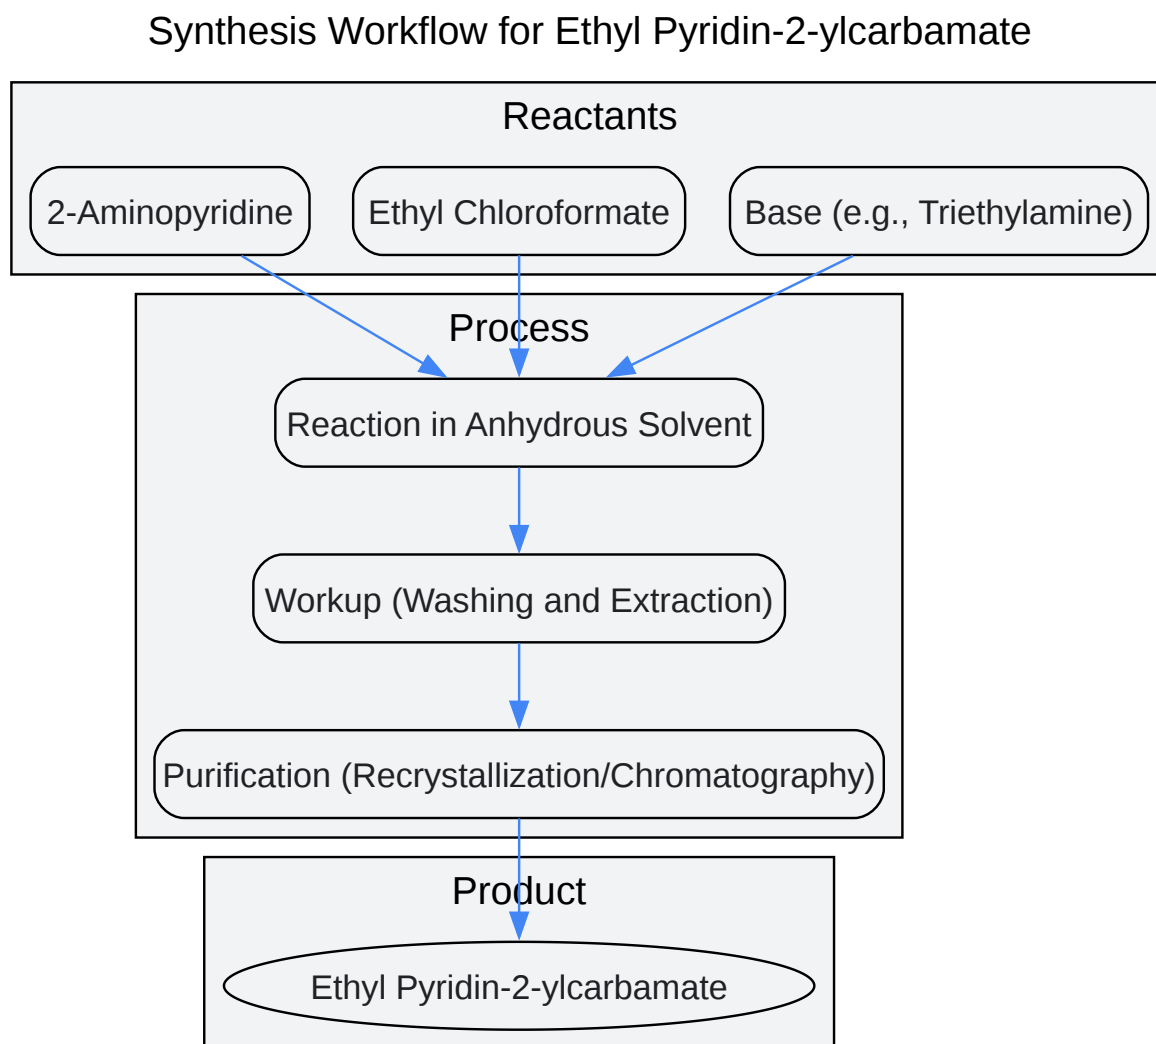 Synthesis Workflow for Ethyl Pyridin-2-ylcarbamate
Reactants
2-Aminopyridine
Ethyl Chloroformate
Base (e.g., Triethylamine)
Process
Reaction in Anhydrous Solvent
Workup (Washing and Extraction)
Purification (Recrystallization/Chromatography)
Product
Ethyl Pyridin-2-ylcarbamate